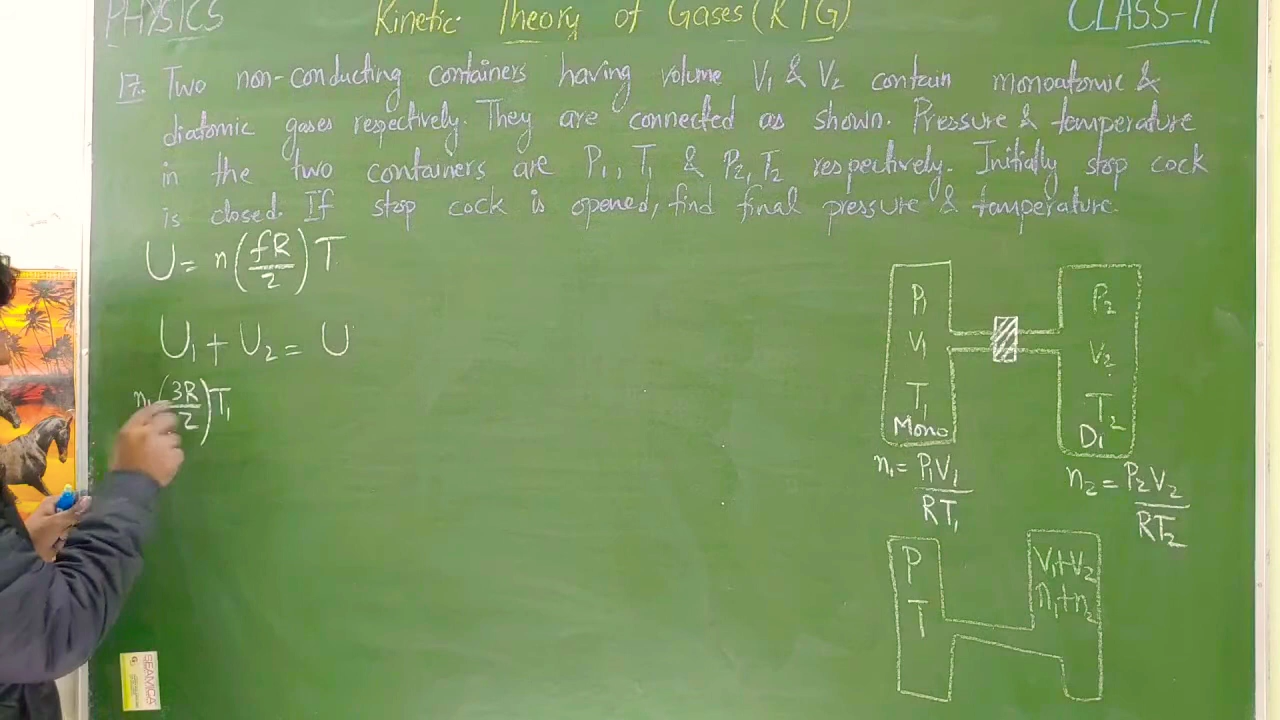 PHYSICS Kinetic Theory of Gases (KTG) CLASS-11
17. Two non-conducting containers having volume V₁ & V₂ contain monoatomic &
diatomic gases respectively. They are connected as shown. Pressure & temperature
in the two containers are P₁, T₁ & P₂, T₂ respectively. Initially stop cock
is closed. If stop cock is opened, find final pressure & temperature.
U = n(fR/2)T
U₁ + U₂ = U
n₁(3R/2)T₁
P₁
V₁
T₁
Mono
P₂
V₂
T₂
Di
n₁ = P₁V₁/RT₁
n₂ = P₂V₂/RT₂
P
T
V₁+V₂
n₁+n₂
SEAMICA